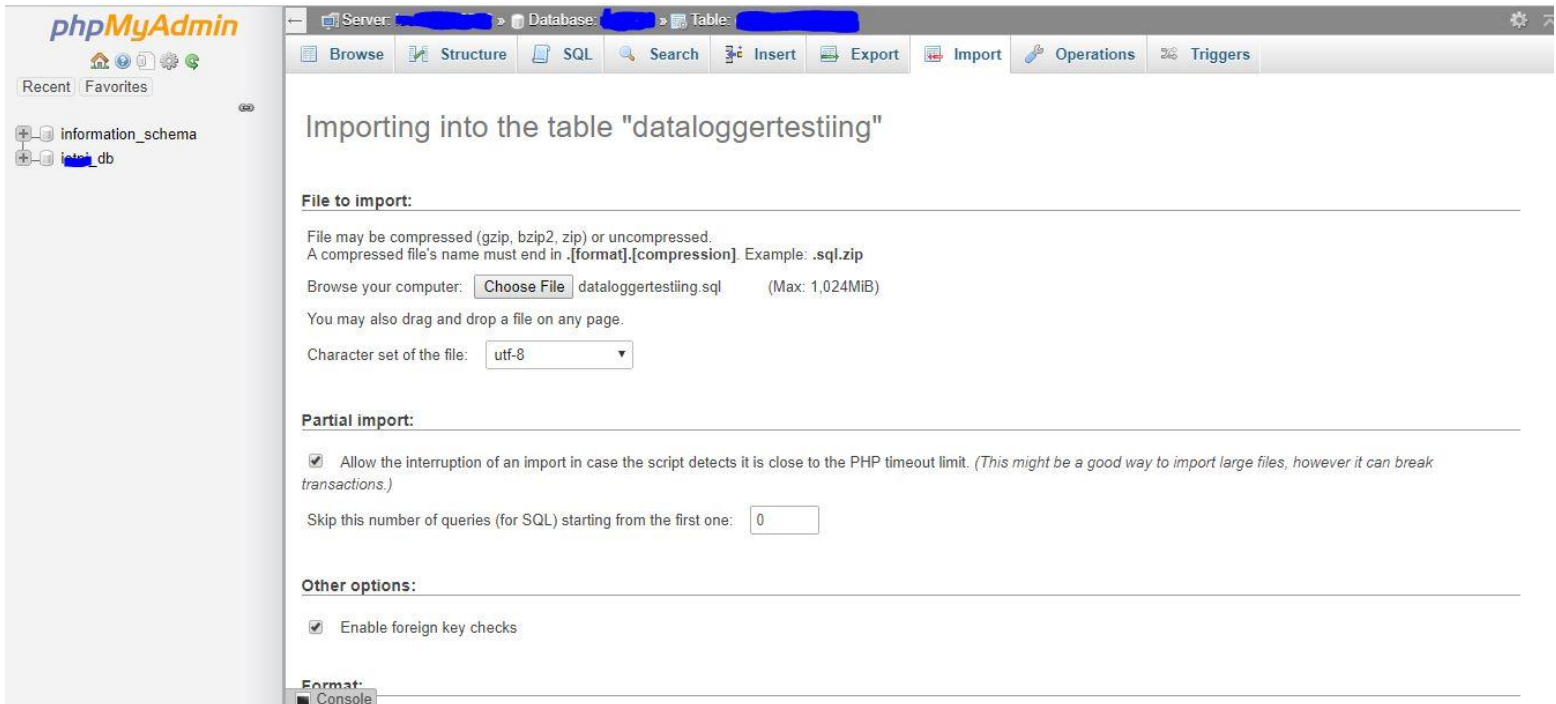 phpMyAdmin
Recent Favorites
information_schema
_db
Server: » Database: » Table:
Browse Structure SQL Search Insert Export Import Operations Triggers
Importing into the table "dataloggertestiing"
File to import:
File may be compressed (gzip, bzip2, zip) or uncompressed.
A compressed file's name must end in .[format].[compression]. Example: .sql.zip
Browse your computer: Choose File dataloggertestiing.sql (Max: 1,024MiB)
You may also drag and drop a file on any page.
Character set of the file: utf-8
Partial import:
Allow the interruption of an import in case the script detects it is close to the PHP timeout limit. (This might be a good way to import large files, however it can break
transactions.)
Skip this number of queries (for SQL) starting from the first one: 0
Other options:
Enable foreign key checks
Format:
Console